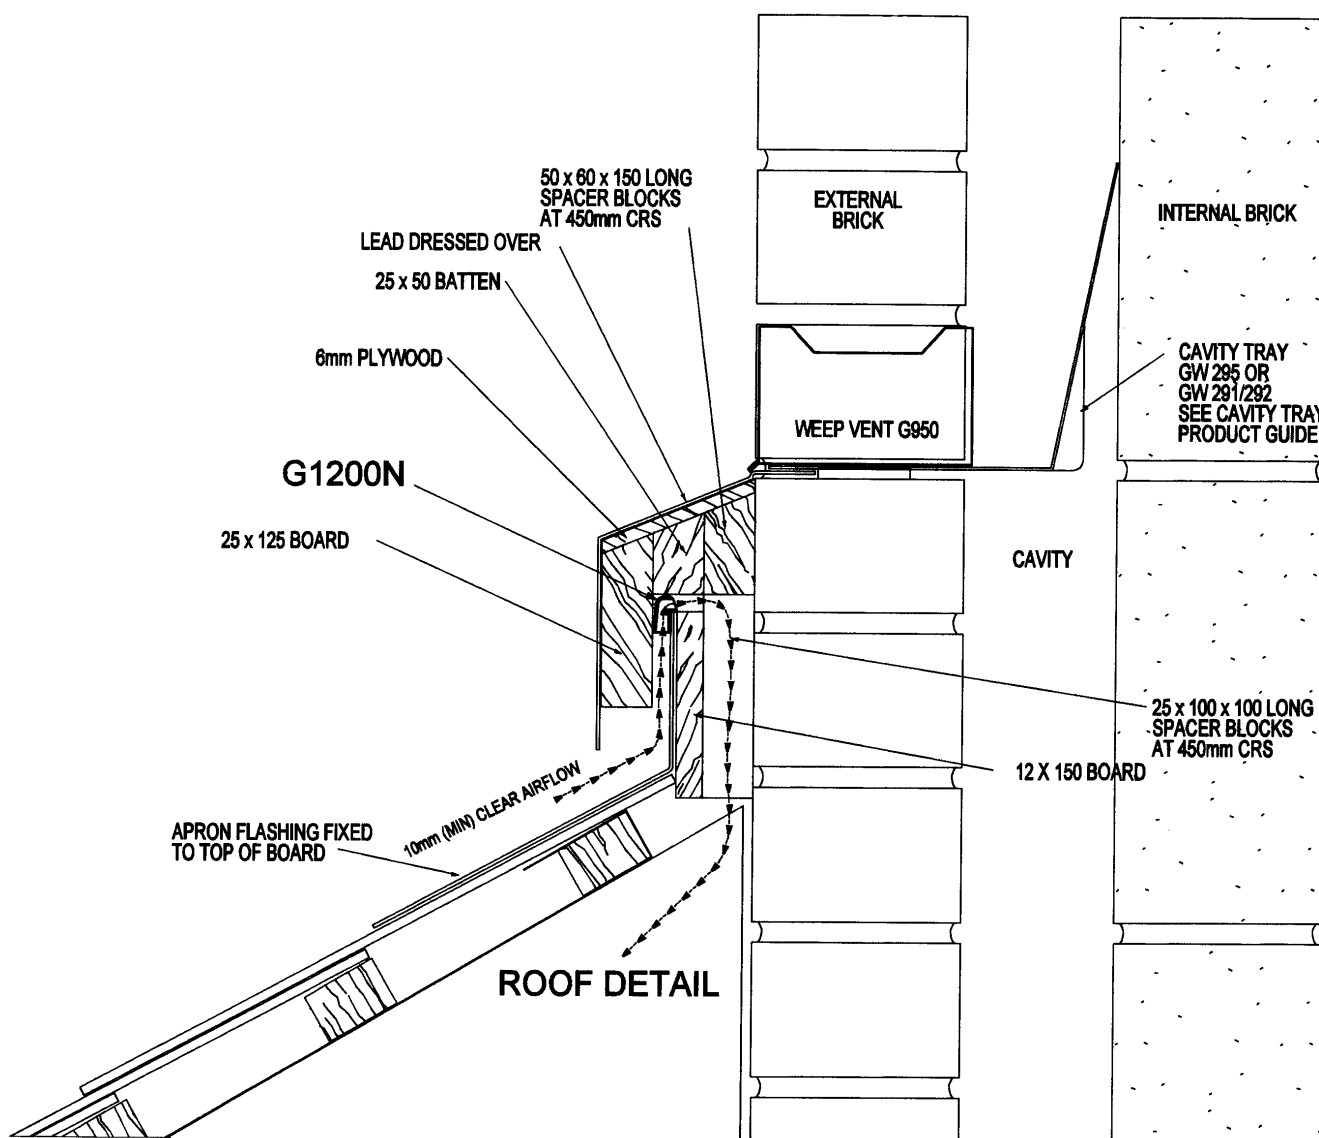 50 x 60 x 150 LONG
SPACER BLOCKS
AT 450mm CRS
EXTERNAL
BRICK
INTERNAL BRICK
LEAD DRESSED OVER
25 x 50 BATTEN
6mm PLYWOOD
CAVITY TRAY
GW 295 OR
GW 291/292
SEE CAVITY TRAY
PRODUCT GUIDE
WEEP VENT G950
G1200N
25 x 125 BOARD
CAVITY
25 x 100 x 100 LONG
SPACER BLOCKS
AT 450mm CRS
12 X 150 BOARD
10mm (MIN) CLEAR AIRFLOW
APRON FLASHING FIXED
TO TOP OF BOARD
ROOF DETAIL